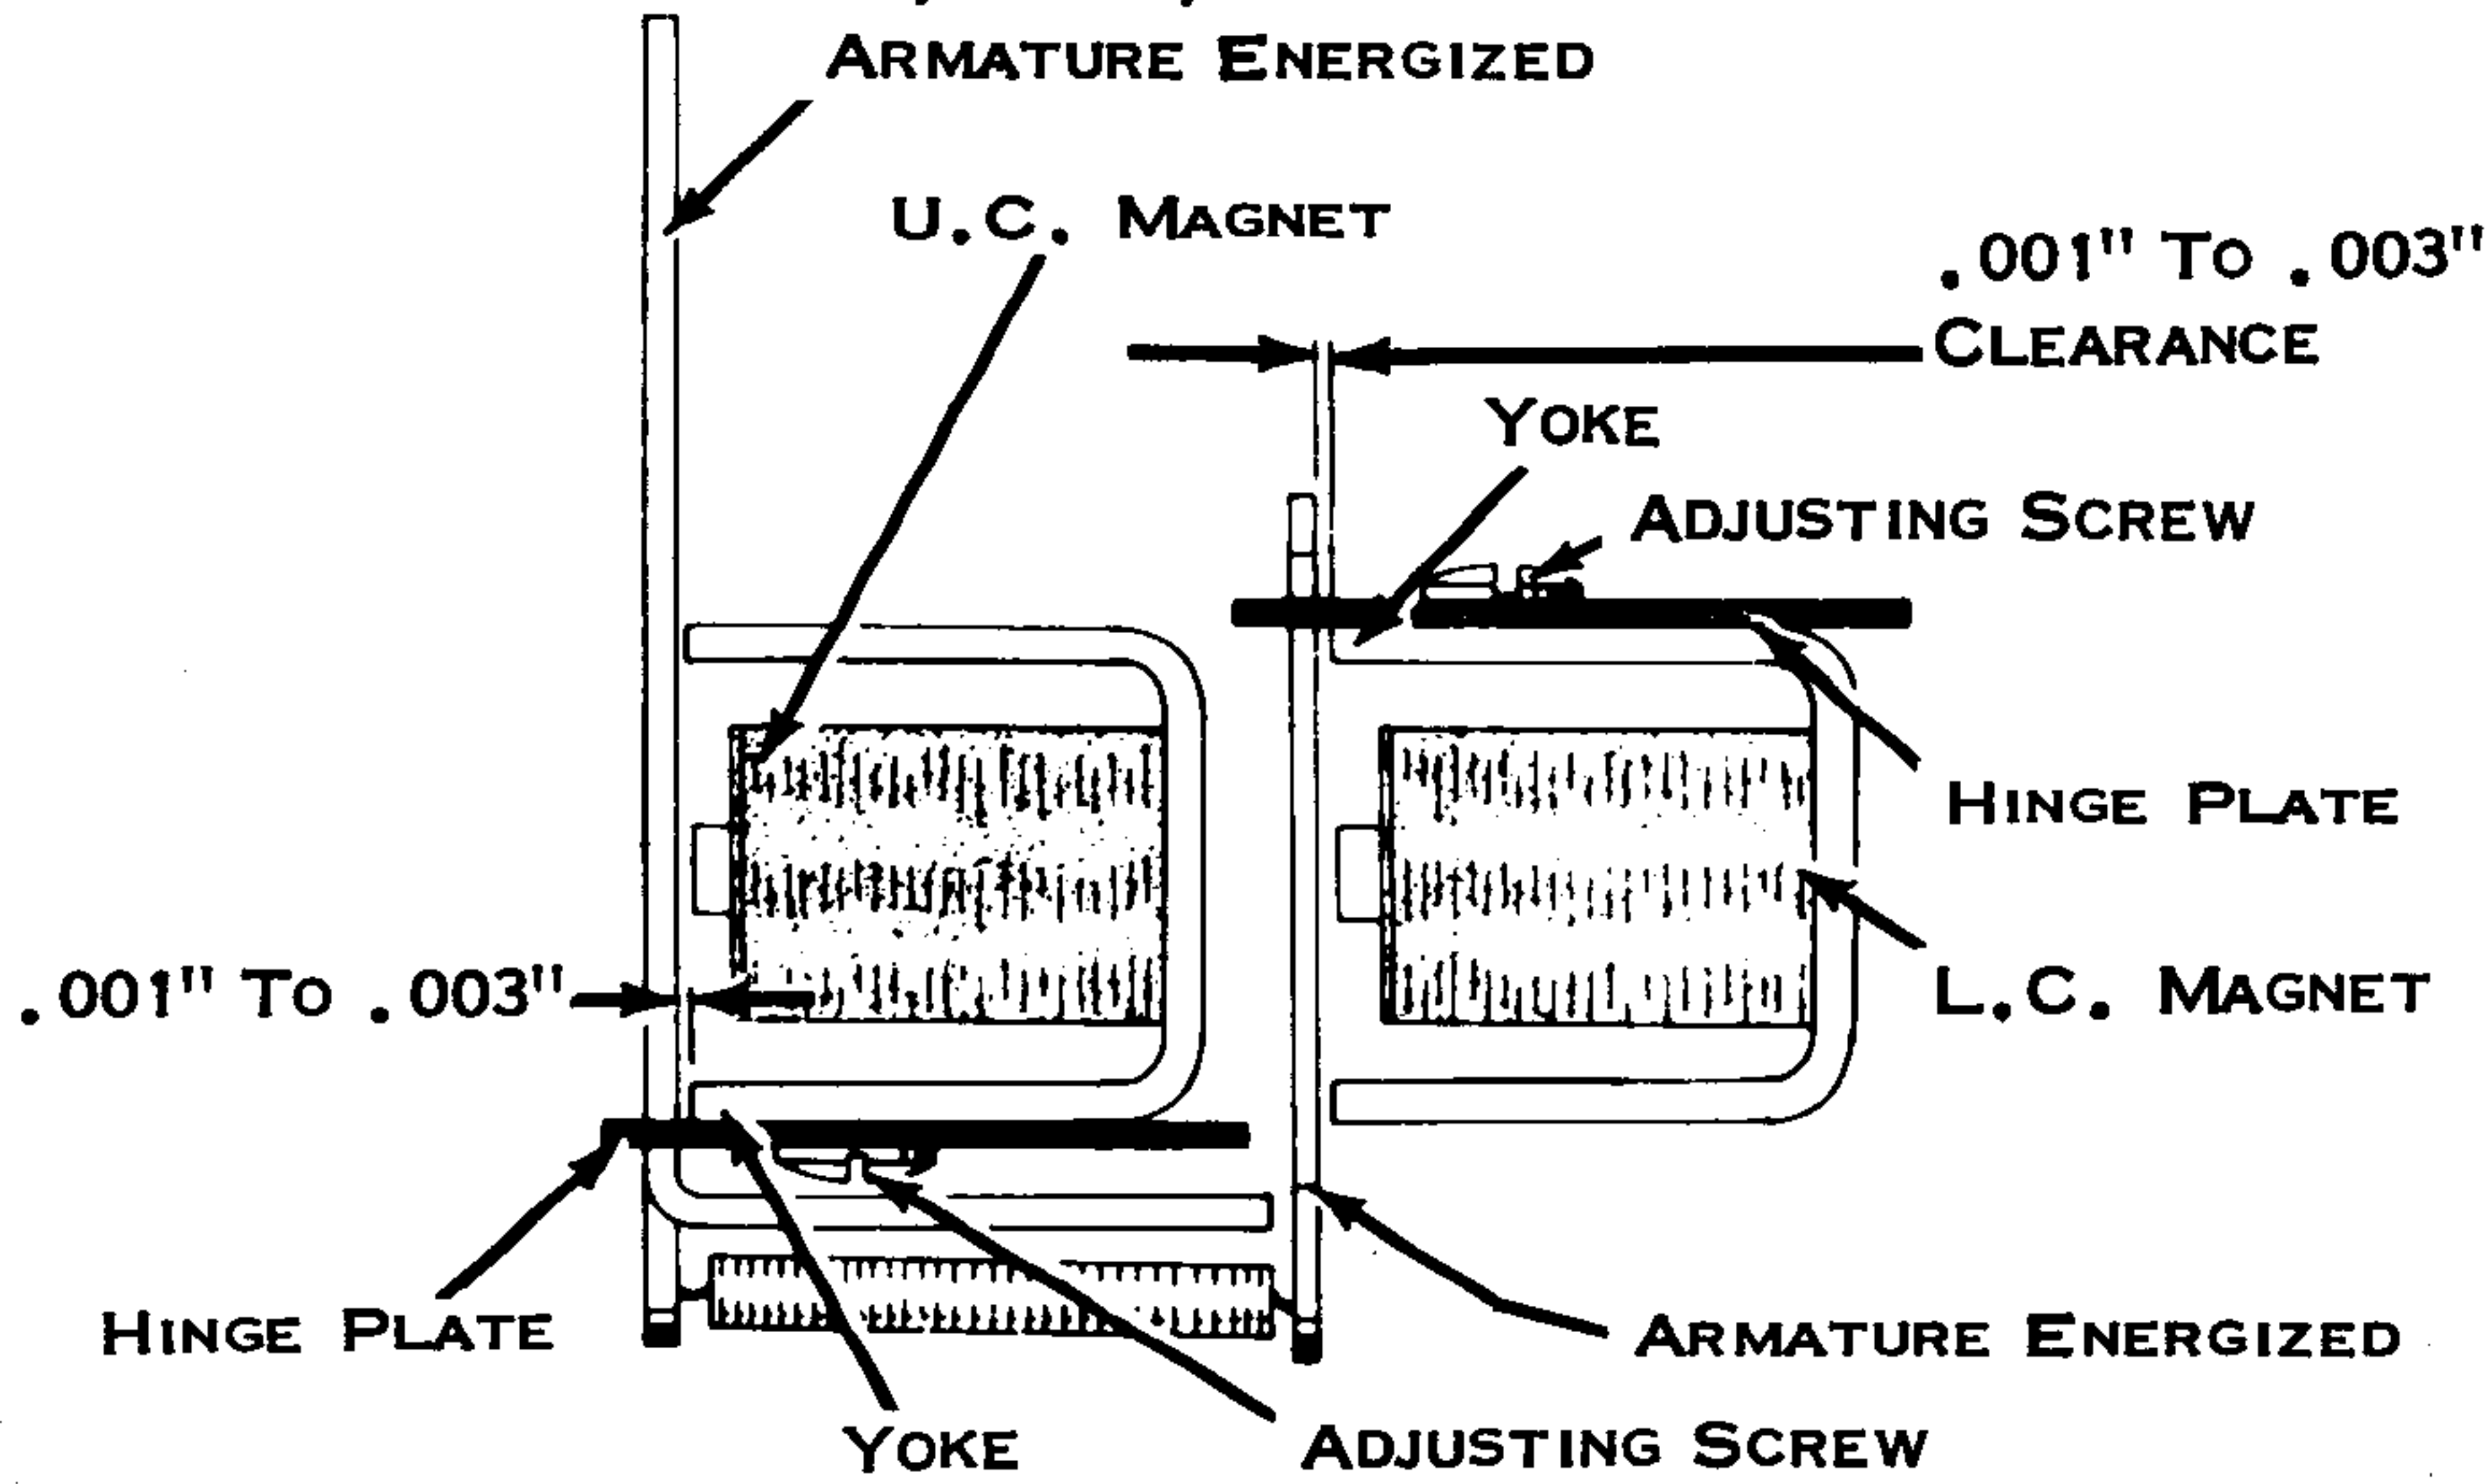 ARMATURE ENERGIZED
U.C. MAGNET
.001" TO .003"
CLEARANCE
YOKE
ADJUSTING SCREW
HINGE PLATE
.001" TO .003"
L.C. MAGNET
HINGE PLATE
ARMATURE ENERGIZED
YOKE
ADJUSTING SCREW